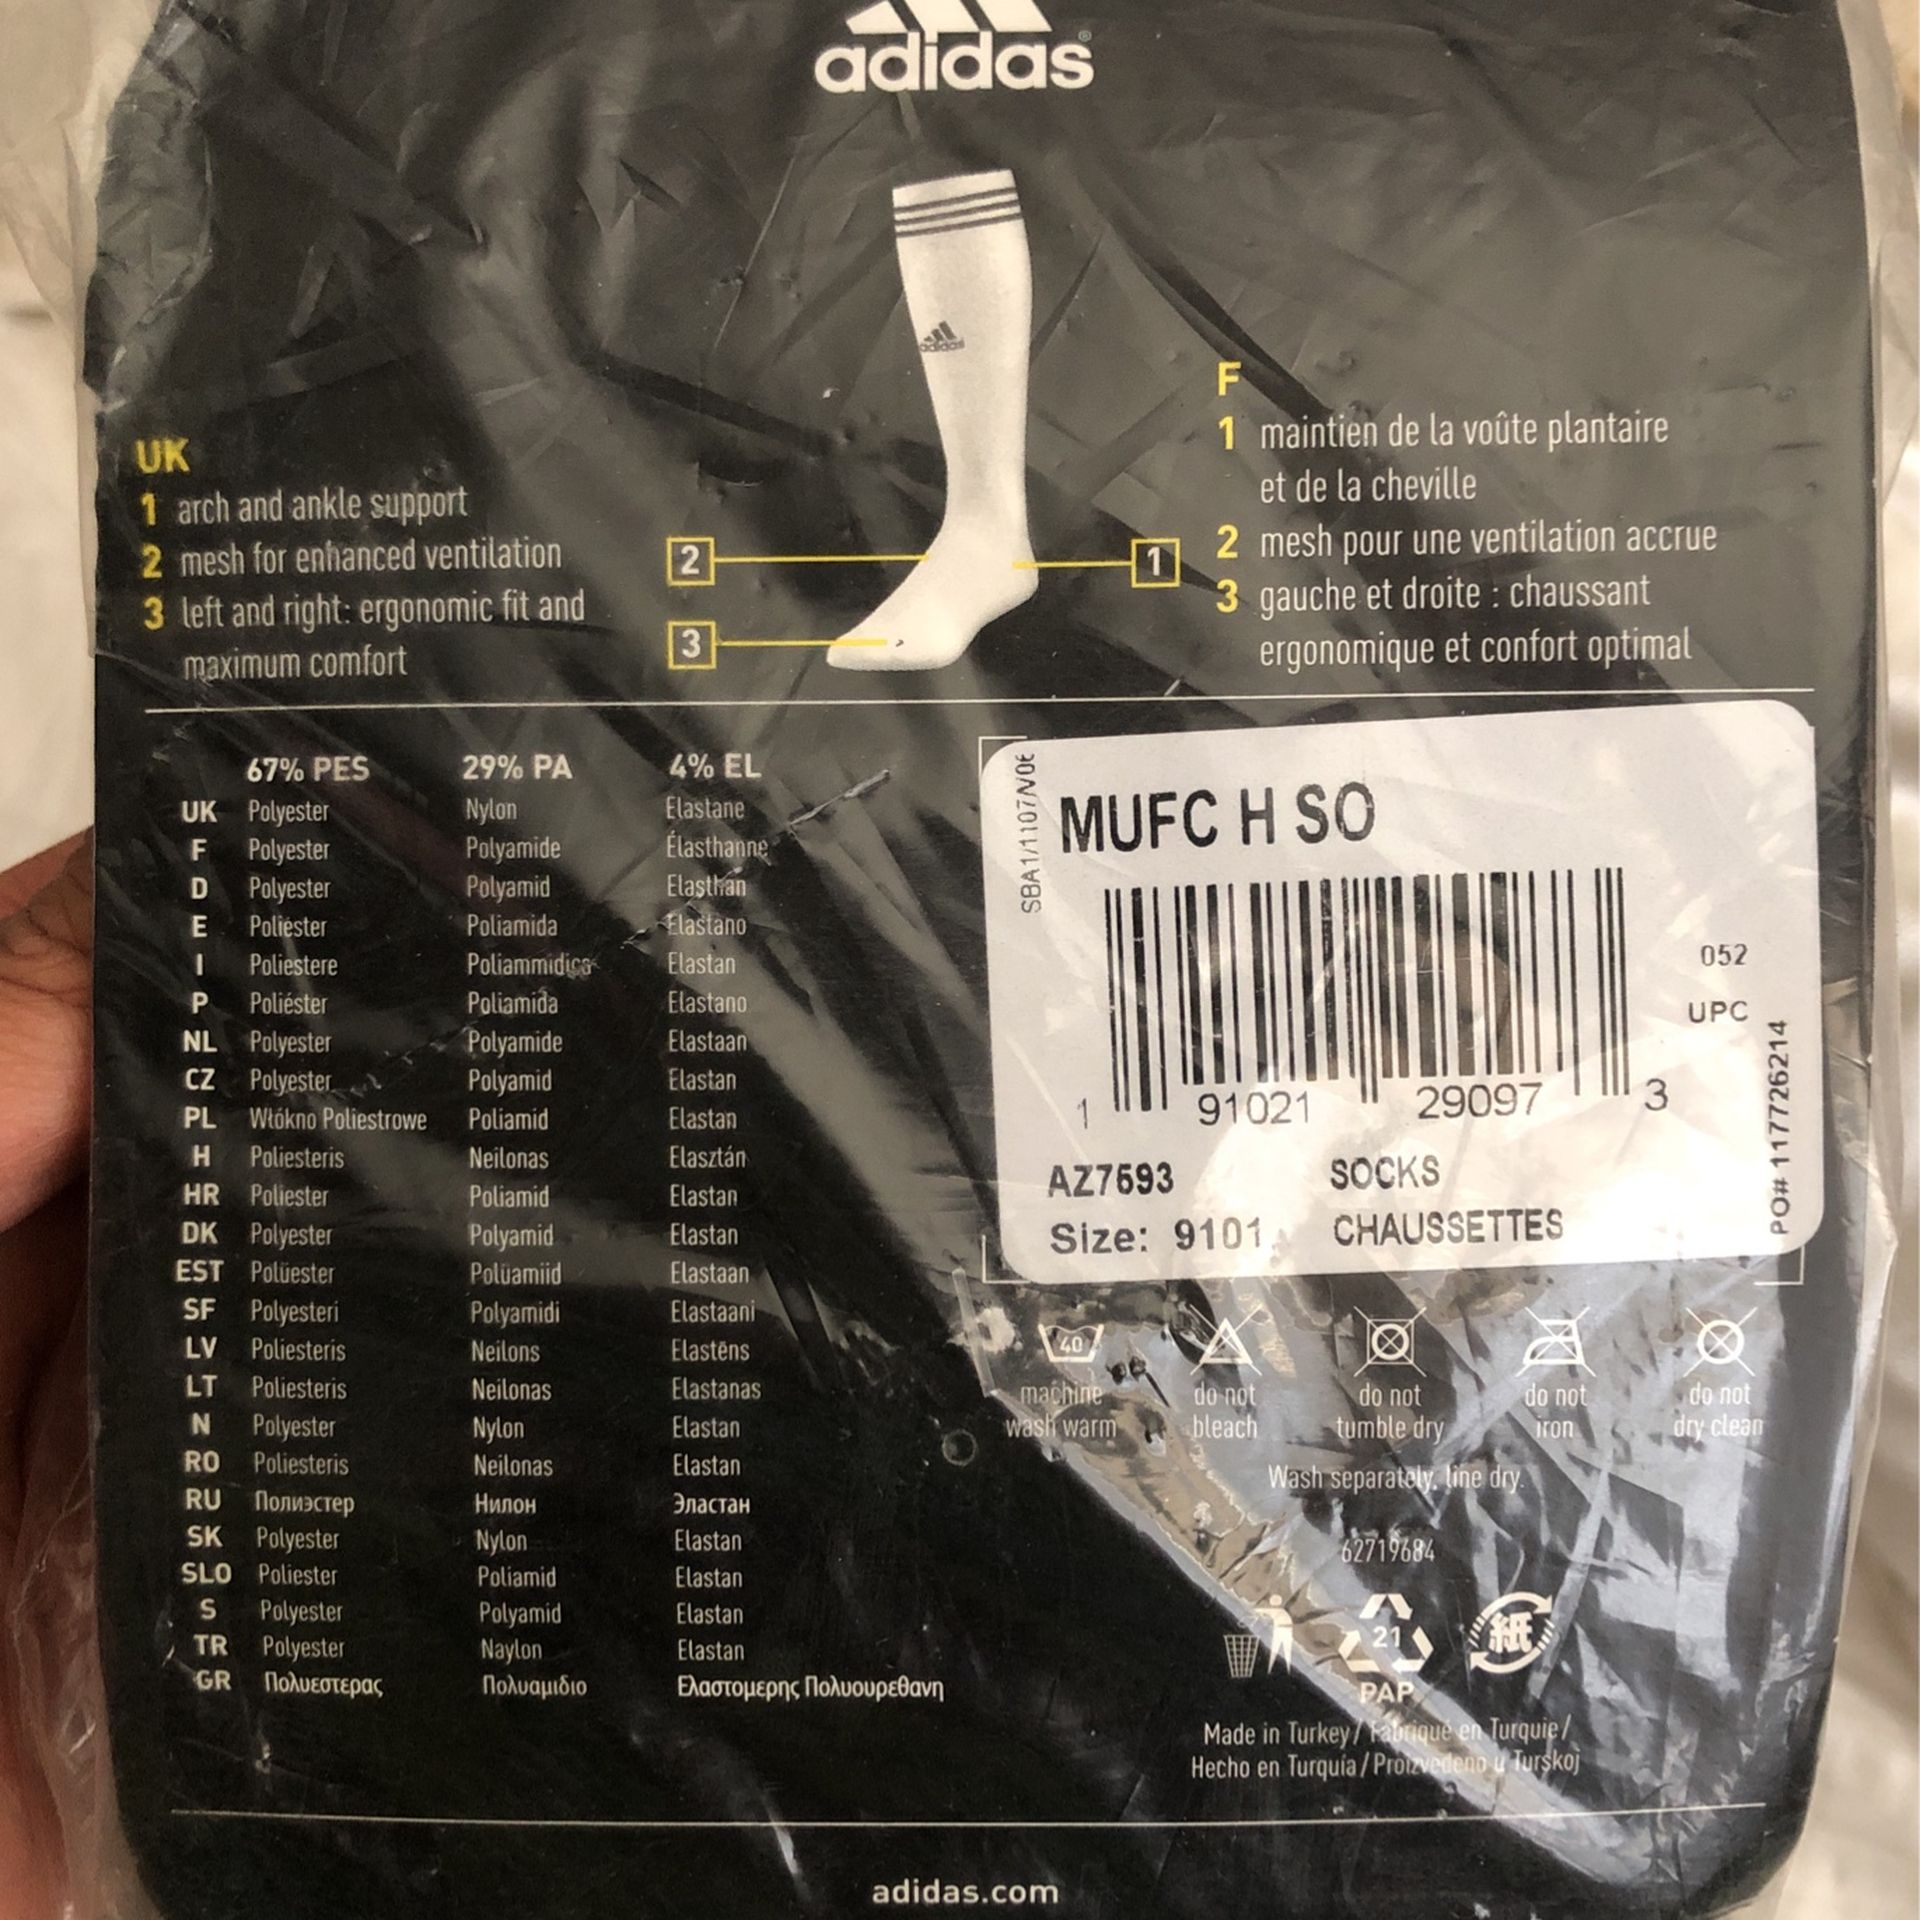 adidas®
adidas
UK
1 arch and ankle support
2 mesh for enhanced ventilation
3 left and right: ergonomic fit and
maximum comfort
2
3
1
F
1 maintien de la voûte plantaire
et de la cheville
2 mesh pour une ventilation accrue
3 gauche et droite : chaussant
ergonomique et confort optimal
67% PES 29% PA 4% EL
UK Polyester Nylon Elastane
F Polyester Polyamide Élasthanne
D Polyester Polyamid Elasthan
E Poliéster Poliamida Elastano
I Poliestere Poliammidica Elastan
P Poliéster Poliamida Elastano
NL Polyester Polyamide Elastaan
CZ Polyester Polyamid Elastan
PL Włókno Poliestrowe Poliamid Elastan
H Poliesteris Neilonas Elasztán
HR Poliester Poliamid Elastan
DK Polyester Polyamid Elastan
EST Polüester Polüamiid Elastaan
SF Polyesteri Polyamidi Elastaani
LV Poliesteris Neilons Elastēns
LT Poliesteris Neilonas Elastanas
N Polyester Nylon Elastan
RO Poliesteris Neilonas Elastan
RU Полиэстер Нилон Эластан
SK Polyester Nylon Elastan
SLO Poliester Poliamid Elastan
S Polyester Polyamid Elastan
TR Polyester Naylon Elastan
GR Πολυεστερας Πολυαμιδιο Ελαστομερης Πολυουρεθανη
MUFC H SO
052
UPC
1 91021 29097 3
AZ7693 SOCKS
Size: 9101 CHAUSSETTES
PO# 117726214
40
machine
wash warm
do not
bleach
do not
tumble dry
do not
iron
do not
dry clean
Wash separately, line dry.
62719684
21
PAP
紙
Made in Turkey / Fabriqué en Turquie /
Hecho en Turquía / Proizvedeno u Turskoj
adidas.com